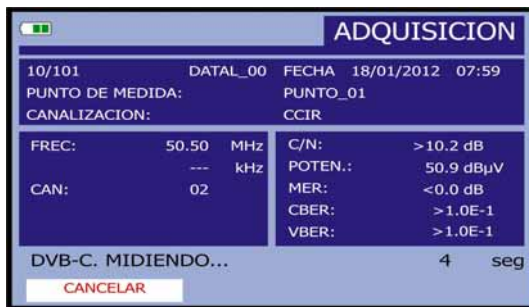 ADQUISICION
10/101 DATAL_00 FECHA 18/01/2012 07:59
PUNTO DE MEDIDA: PUNTO_01
CANALIZACION: CCIR
FREC: 50.50 MHz
--- kHz
CAN: 02
C/N: >10.2 dB
POTEN.: 50.9 dBµV
MER: <0.0 dB
CBER: >1.0E-1
VBER: >1.0E-1
DVB-C. MIDIENDO... 4 seg
CANCELAR